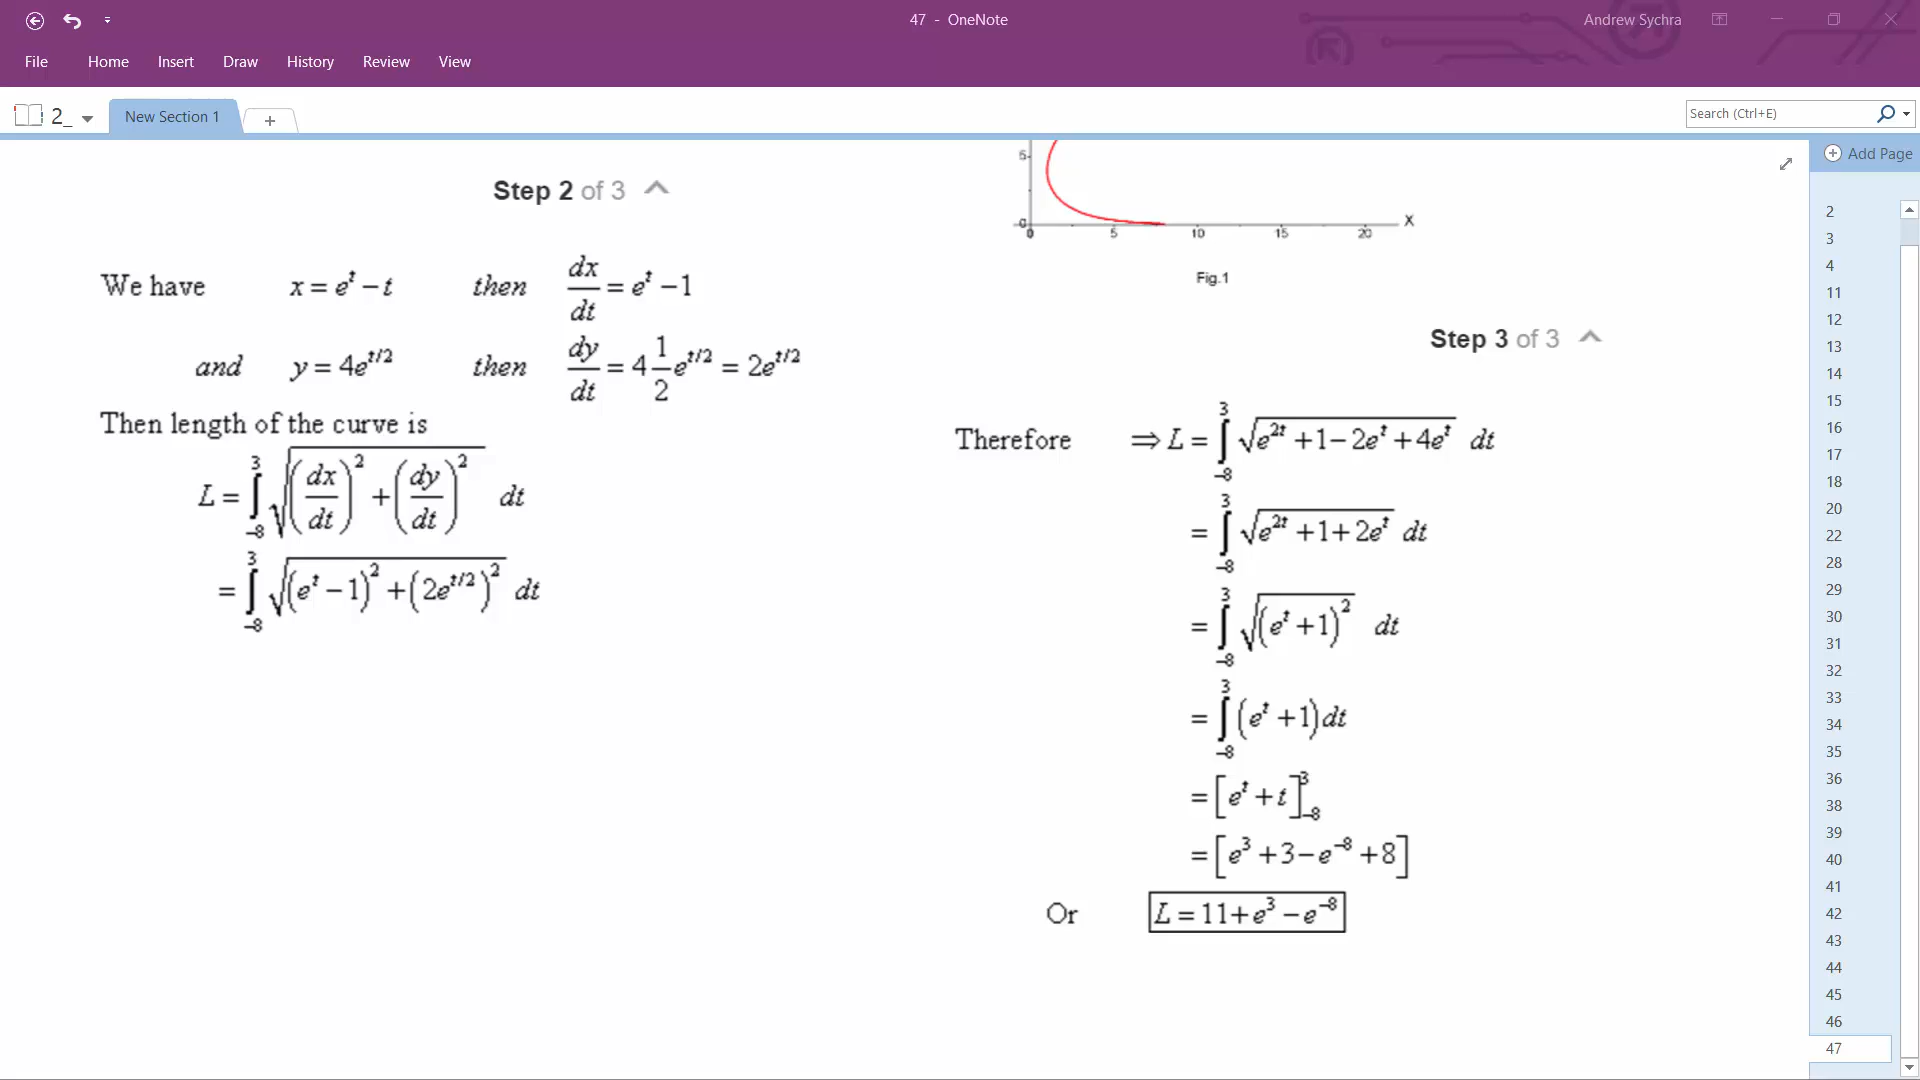 47 - OneNote
Andrew Sychra
File Home Insert Draw History Review View
2_
New Section 1
+
Search (Ctrl+E)
Add Page
Step 2 of 3
We have x = e^t − t then dx/dt = e^t − 1
and y = 4e^{t/2} then dy/dt = 4 1/2 e^{t/2} = 2e^{t/2}
Then length of the curve is
L = ∫_{−8}^{3} √((dx/dt)^2 + (dy/dt)^2) dt
= ∫_{−8}^{3} √((e^t − 1)^2 + (2e^{t/2})^2) dt
5
0
0 5 10 15 20 X
Fig.1
Step 3 of 3
Therefore ⇒ L = ∫_{−8}^{3} √(e^{2t} + 1 − 2e^t + 4e^t) dt
= ∫_{−8}^{3} √(e^{2t} + 1 + 2e^t) dt
= ∫_{−8}^{3} √((e^t + 1)^2) dt
= ∫_{−8}^{3} (e^t + 1) dt
= [e^t + t]_{−8}^{3}
= [e^3 + 3 − e^{−8} + 8]
Or L = 11 + e^3 − e^{−8}
2
3
4
11
12
13
14
15
16
17
18
20
22
28
29
30
31
32
33
34
35
36
38
39
40
41
42
43
44
45
46
47